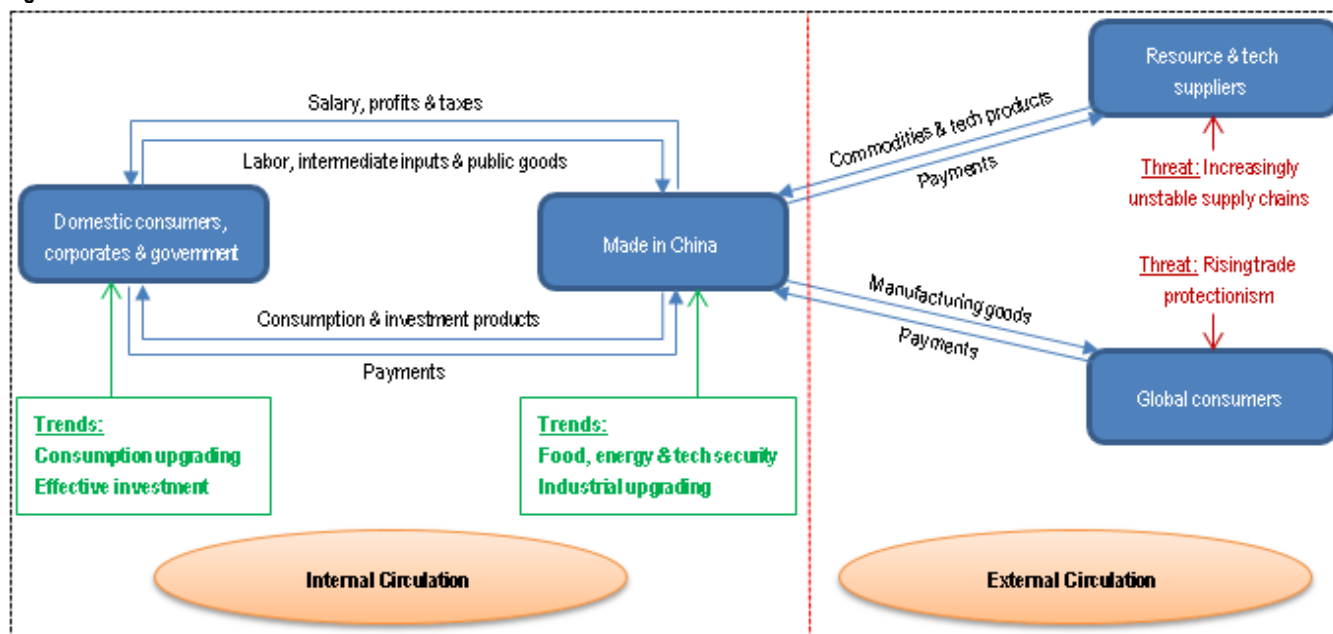 Resource & tech
suppliers
Salary, profits & taxes
Commodities & tech products
Labor, intermediate inputs & public goods
Payments
Threat: Increasingly
unstable supply chains
Domestic consumers,
corporates & government
Made in China
Threat: Rising trade
protectionism
Manufacturing goods
Consumption & investment products
Payments
Payments
Global consumers
Trends:
Consumption upgrading
Effective investment
Trends:
Food, energy & tech security
Industrial upgrading
Internal Circulation
External Circulation